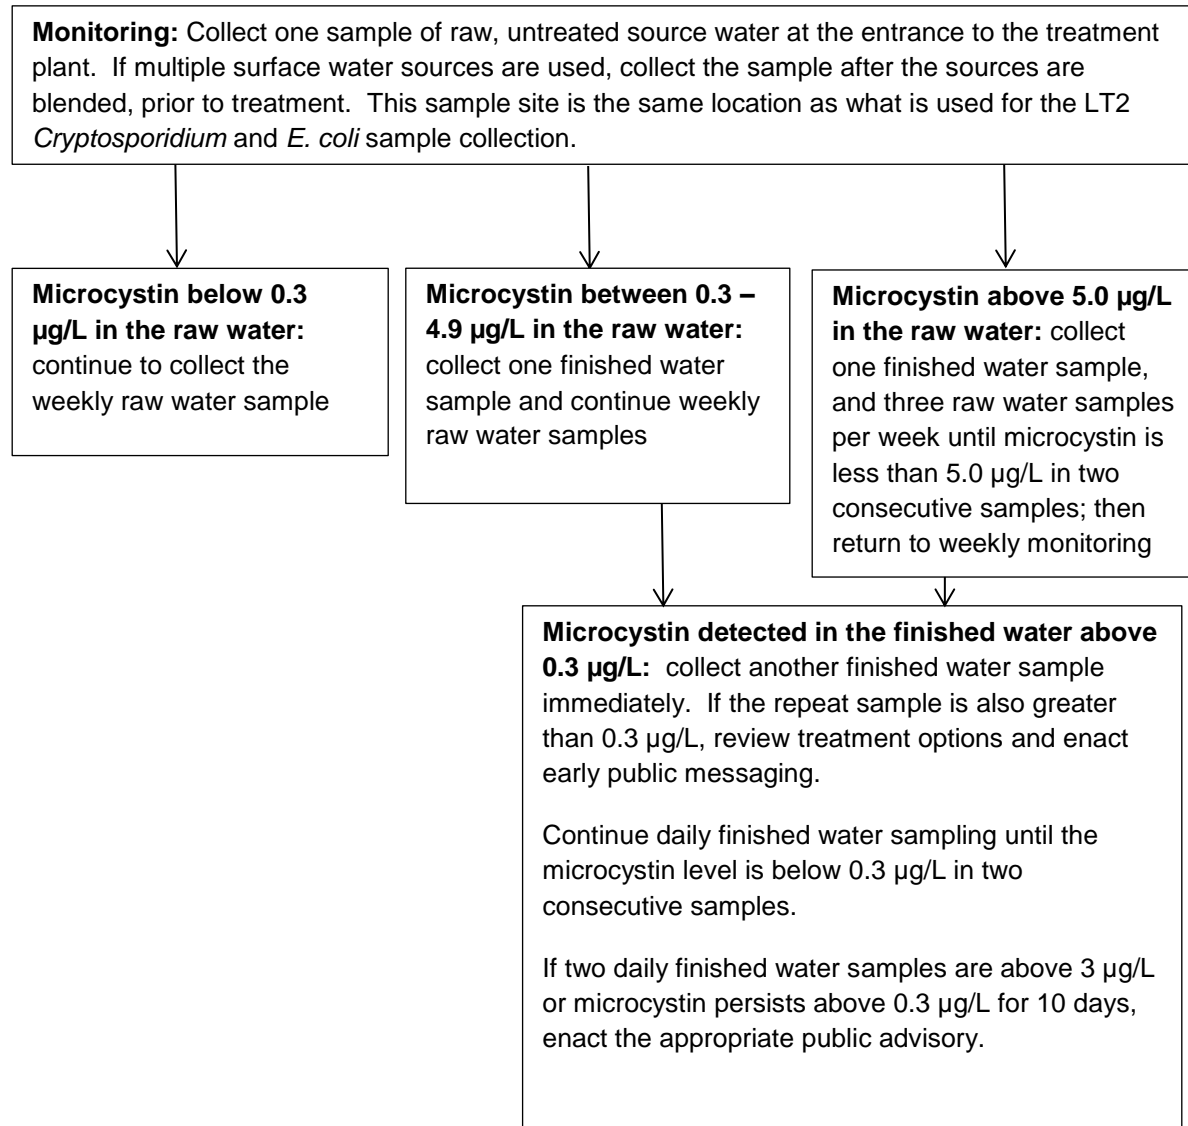 Monitoring: Collect one sample of raw, untreated source water at the entrance to the treatment
plant.  If multiple surface water sources are used, collect the sample after the sources are
blended, prior to treatment.  This sample site is the same location as what is used for the LT2
Cryptosporidium and E. coli sample collection.
Microcystin below 0.3
µg/L in the raw water:
continue to collect the
weekly raw water sample
Microcystin between 0.3 –
4.9 µg/L in the raw water:
collect one finished water
sample and continue weekly
raw water samples
Microcystin above 5.0 µg/L
in the raw water: collect
one finished water sample,
and three raw water samples
per week until microcystin is
less than 5.0 µg/L in two
consecutive samples; then
return to weekly monitoring
Microcystin detected in the finished water above
0.3 µg/L:  collect another finished water sample
immediately.  If the repeat sample is also greater
than 0.3 µg/L, review treatment options and enact
early public messaging.
Continue daily finished water sampling until the
microcystin level is below 0.3 µg/L in two
consecutive samples.
If two daily finished water samples are above 3 µg/L
or microcystin persists above 0.3 µg/L for 10 days,
enact the appropriate public advisory.